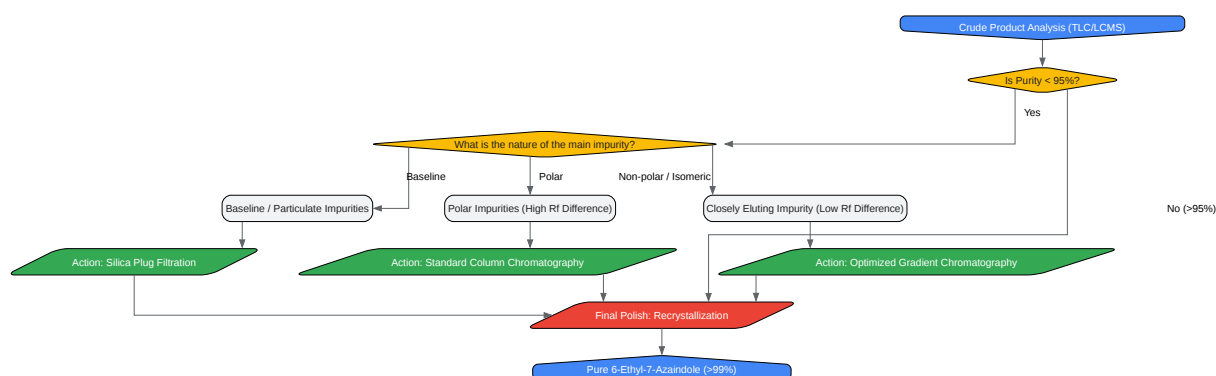 Crude Product Analysis (TLC/LCMS)
Is Purity < 95%?
Yes
What is the nature of the main impurity?
Baseline
Polar
Non-polar / Isomeric
Baseline / Particulate Impurities
Polar Impurities (High Rf Difference)
Closely Eluting Impurity (Low Rf Difference)
No (>95%)
Action: Silica Plug Filtration
Action: Standard Column Chromatography
Action: Optimized Gradient Chromatography
Final Polish: Recrystallization
Pure 6-Ethyl-7-Azaindole (>99%)